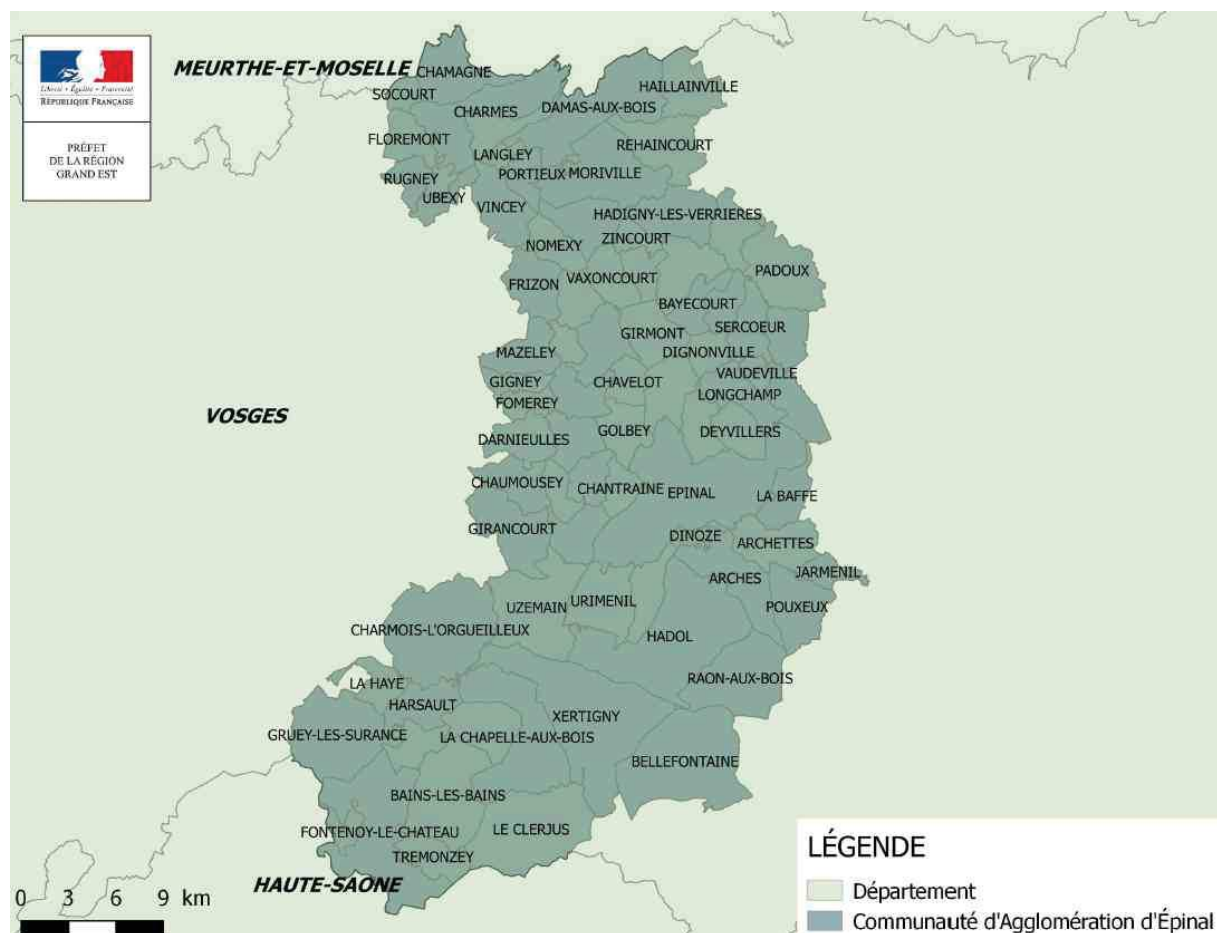 Liberté • Égalité • Fraternité
RÉPUBLIQUE FRANÇAISE
PRÉFET
DE LA RÉGION
GRAND EST
MEURTHE-ET-MOSELLE
CHAMAGNE
SOCOURT
HAILLAINVILLE
CHARMES
DAMAS-AUX-BOIS
FLOREMONT
LANGLEY
REHAINCOURT
RUGNEY
PORTIEUX
MORIVILLE
UBEXY
VINCEY
HADIGNY-LES-VERRIERES
NOMEXY
ZINCOURT
FRIZON
VAXONCOURT
PADOUX
BAYECOURT
GIRMONT
SERCOEUR
MAZELEY
DIGNONVILLE
GIGNEY
CHAVELOT
VAUDEVILLE
FOMEREY
LONGCHAMP
VOSGES
DARNIEULLES
GOLBEY
DEYVILLERS
CHAUMOUSEY
CHANTRAINE
EPINAL
LA BAFFE
GIRANCOURT
DINOZE
ARCHETTES
ARCHES
JARMENIL
UZEMAIN
URIMENIL
POUXEUX
CHARMOIS-L'ORGUEILLEUX
HADOL
LA HAYE
RAON-AUX-BOIS
HARSAULT
XERTIGNY
GRUEY-LES-SURANCE
LA CHAPELLE-AUX-BOIS
BELLEFONTAINE
BAINS-LES-BAINS
FONTENOY-LE-CHATEAU
LE CLERJUS
TREMONZEY
HAUTE-SAONE
0 3 6 9 km
LÉGENDE
Département
Communauté d'Agglomération d'Épinal